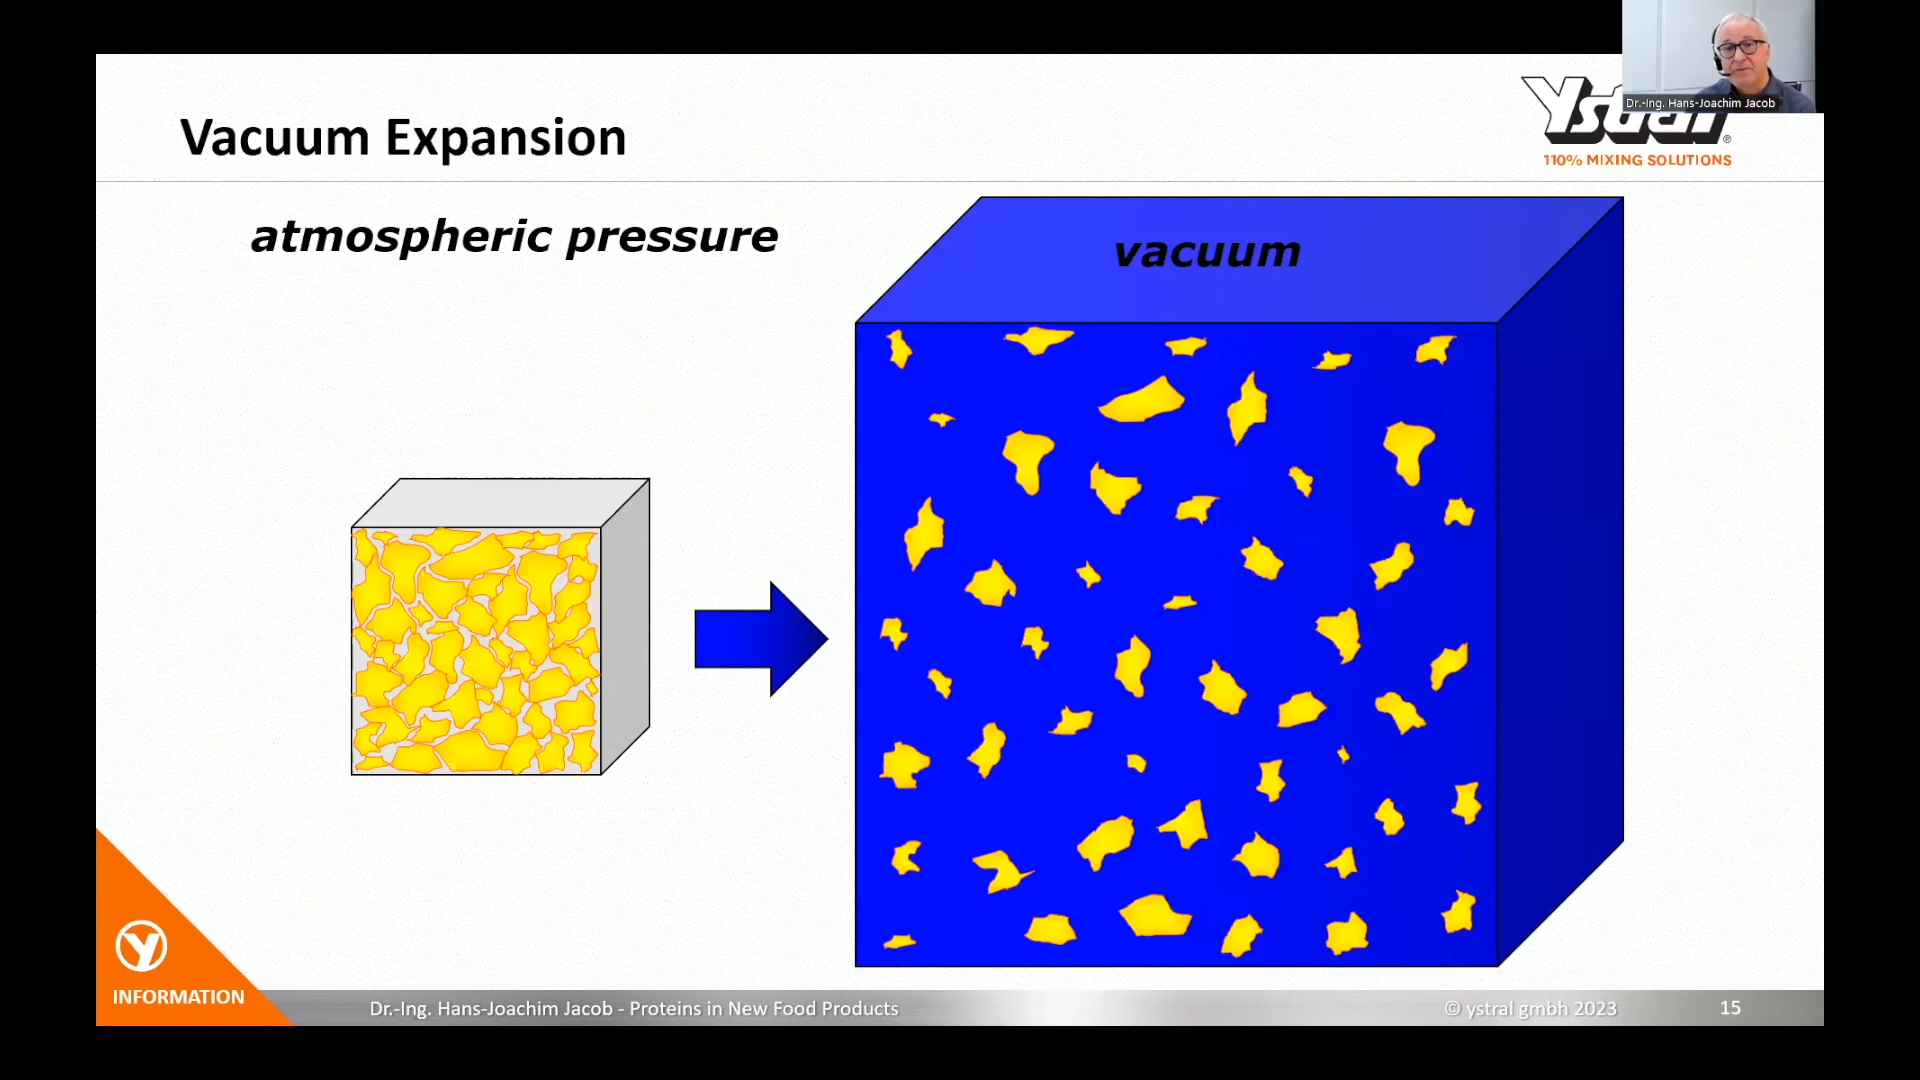 Vacuum Expansion
Ystral
®
110% MIXING SOLUTIONS
Dr.-Ing. Hans-Joachim Jacob
atmospheric pressure
vacuum
Y
INFORMATION
Dr.-Ing. Hans-Joachim Jacob - Proteins in New Food Products
© ystral gmbh 2023
15